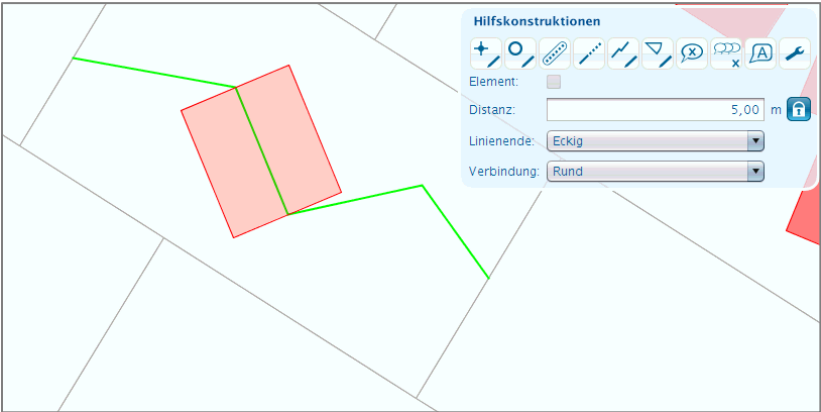 Hilfskonstruktionen
x
x
A
Element:
Distanz: 5,00 m
Linienende: Eckig
Verbindung: Rund